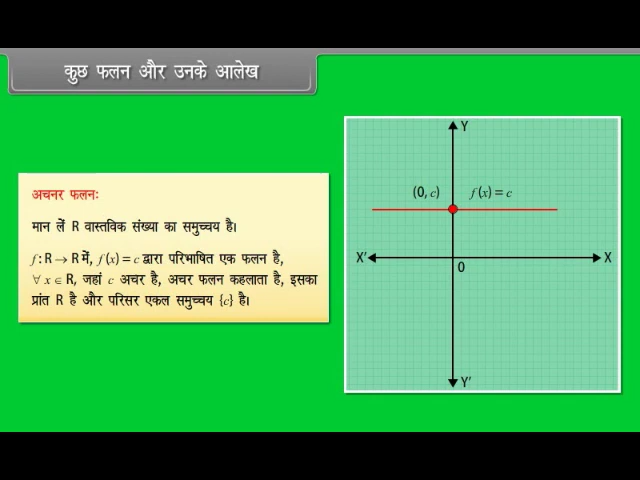 कुछ फलन और उनके आलेख
अचनर फलनः
मान लें R वास्तविक संख्या का समुच्चय है।
f : R → R में, f (x) = c द्वारा परिभाषित एक फलन है,
∀ x ∈ R, जहां c अचर है, अचर फलन कहलाता है, इसका
प्रांत R है और परिसर एकल समुच्चय {c} है।
Y
(0, c) f (x) = c
X' X
O
Y'